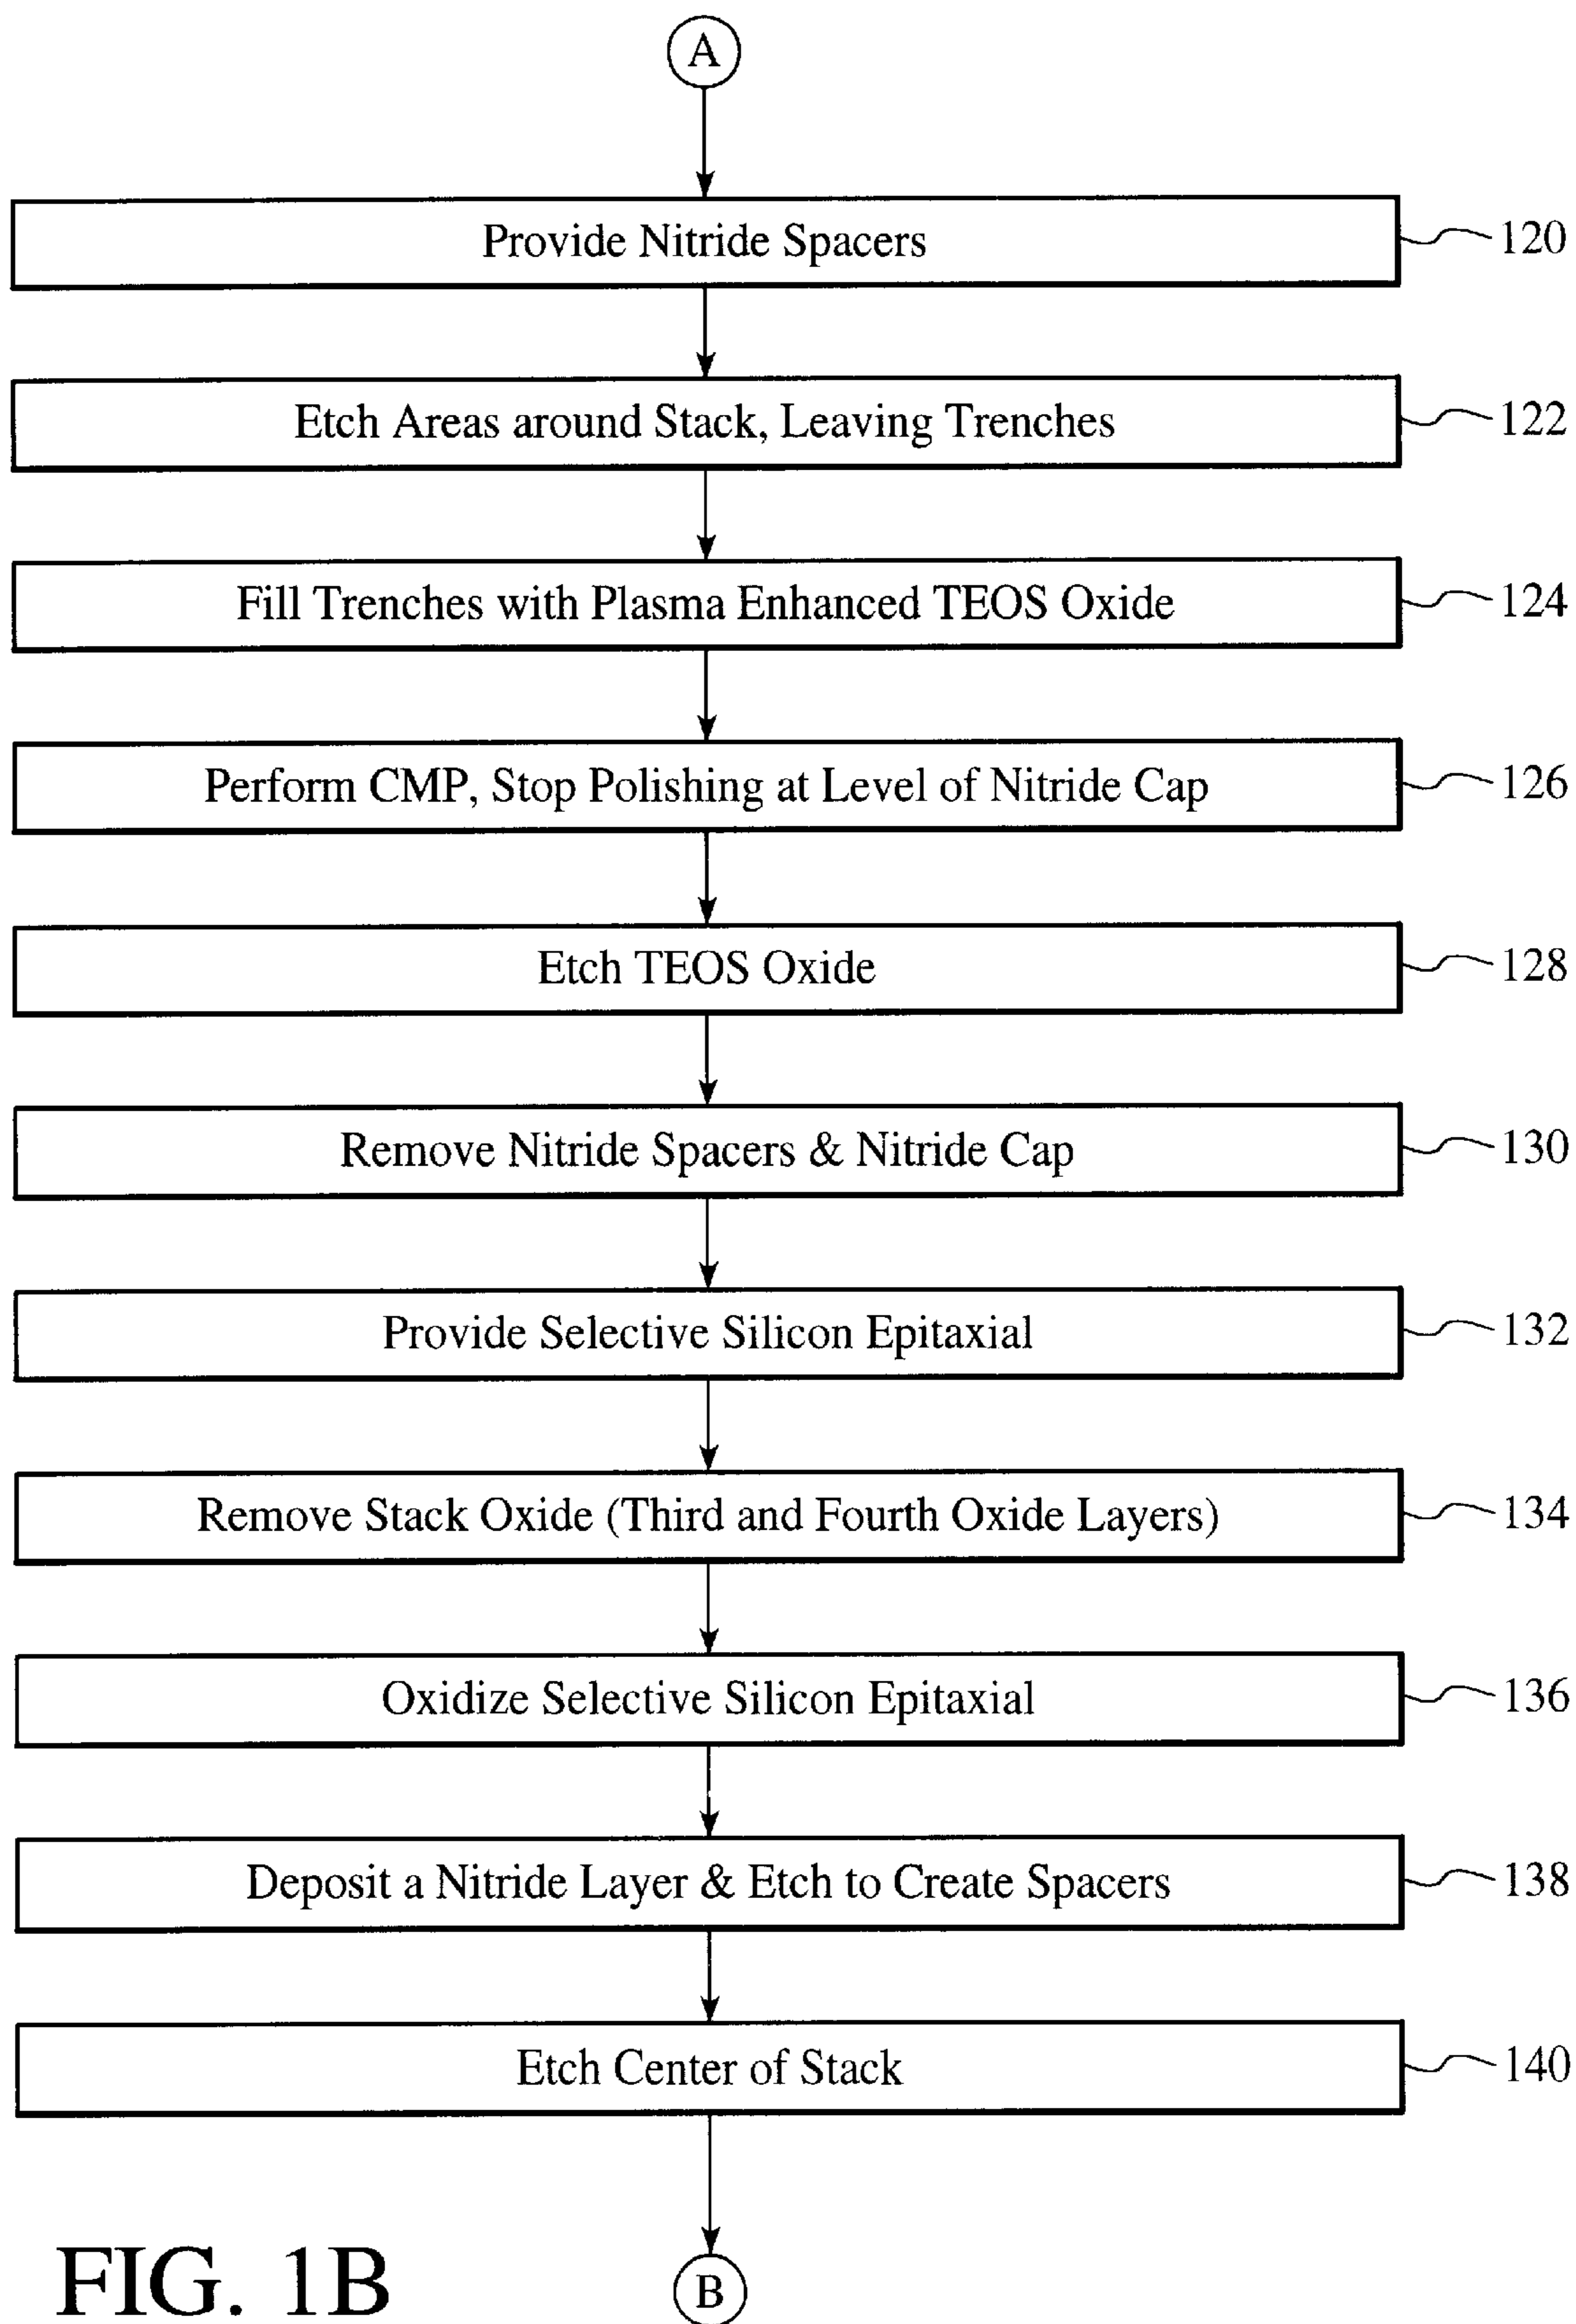 A
Provide Nitride Spacers
120
Etch Areas around Stack, Leaving Trenches
122
Fill Trenches with Plasma Enhanced TEOS Oxide
124
Perform CMP, Stop Polishing at Level of Nitride Cap
126
Etch TEOS Oxide
128
Remove Nitride Spacers & Nitride Cap
130
Provide Selective Silicon Epitaxial
132
Remove Stack Oxide (Third and Fourth Oxide Layers)
134
Oxidize Selective Silicon Epitaxial
136
Deposit a Nitride Layer & Etch to Create Spacers
138
Etch Center of Stack
140
B
FIG. 1B